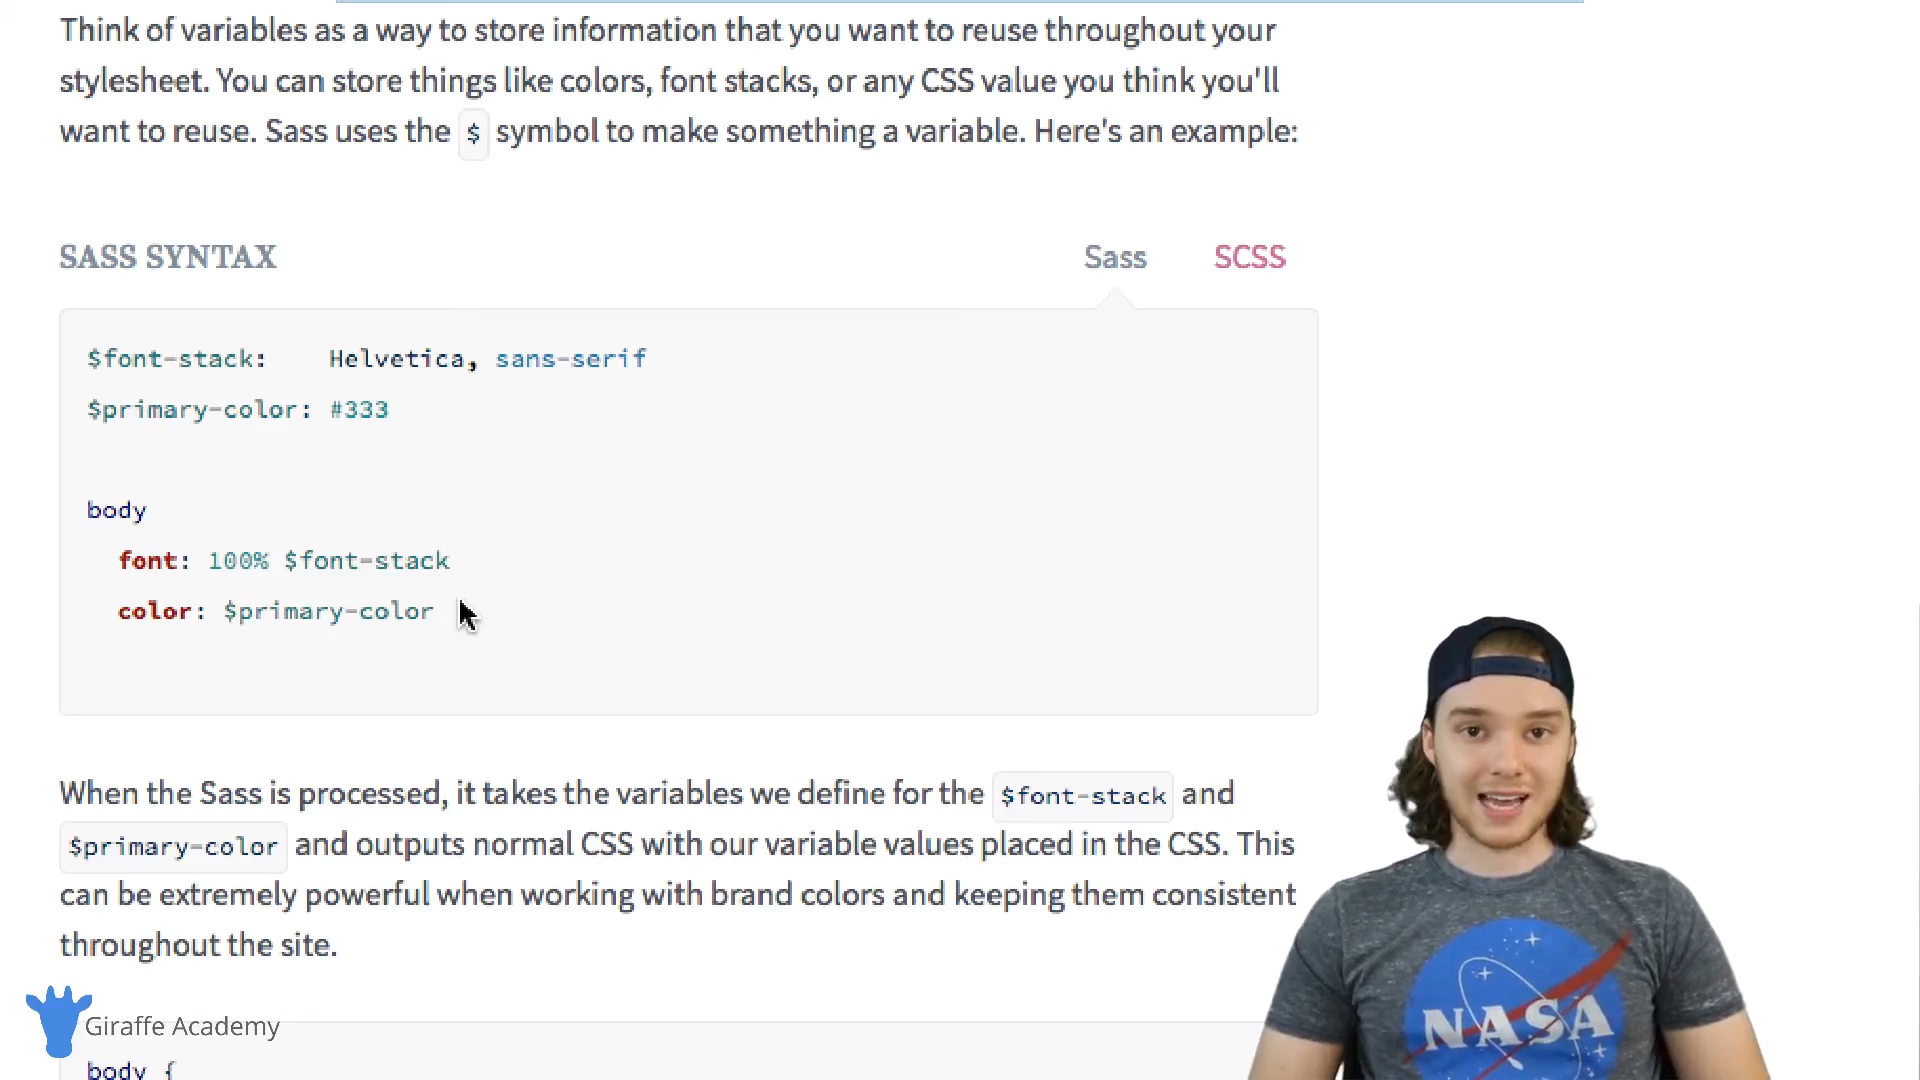 Think of variables as a way to store information that you want to reuse throughout your
stylesheet. You can store things like colors, font stacks, or any CSS value you think you'll
want to reuse. Sass uses the $ symbol to make something a variable. Here's an example:
SASS SYNTAX
Sass SCSS
$font-stack:    Helvetica, sans-serif
$primary-color: #333
body
  font: 100% $font-stack
  color: $primary-color
When the Sass is processed, it takes the variables we define for the $font-stack and
$primary-color and outputs normal CSS with our variable values placed in the CSS. This
can be extremely powerful when working with brand colors and keeping them consistent
throughout the site.
Giraffe Academy
body {
NASA